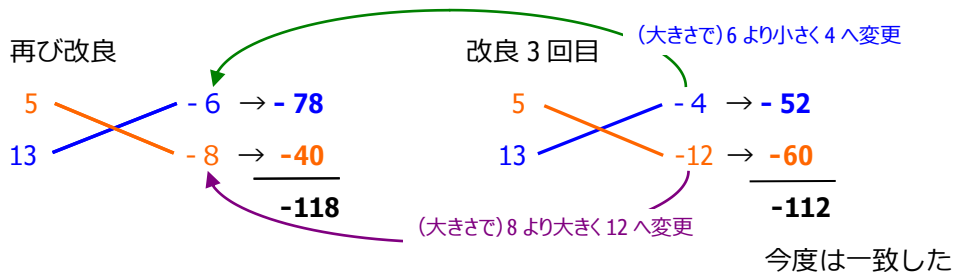 (大きさで) 6 より小さく 4 へ変更
再び改良
5 - 6 → - 78
13 - 8 → -40
-118
改良 3 回目
5 - 4 → - 52
13 -12 → -60
-112
(大きさで) 8 より大きく 12 へ変更
今度は一致した